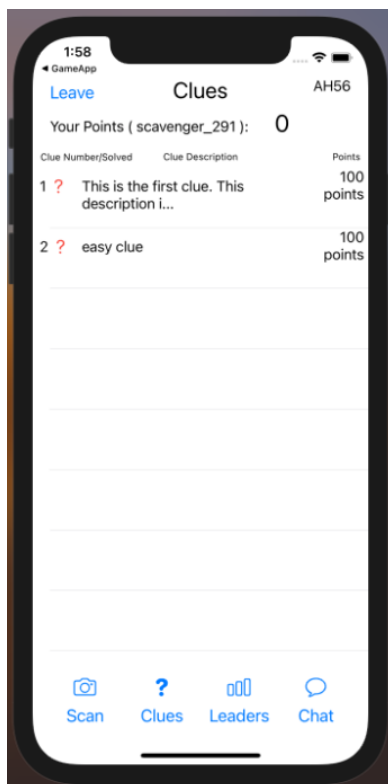 1:58
◀ GameApp
Leave Clues AH56
Your Points ( scavenger_291 ): 0
Clue Number/Solved Clue Description Points
1 ? This is the first clue. This 100
description i... points
2 ? easy clue 100
points
Scan Clues Leaders Chat